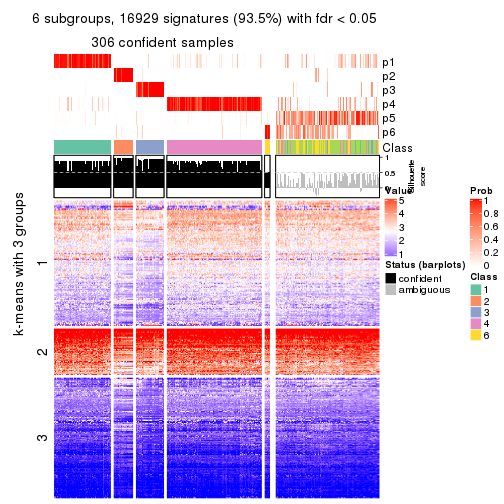 6 subgroups, 16929 signatures (93.5%) with fdr < 0.05
306 confident samples
p1
p2
p3
p4
p5
p6
Class
1
0.5
0
Silhouette
score
k-means with 3 groups
1
2
3
Value
5
4
3
2
1
Status (barplots)
confident
ambiguous
Prob
1
0.8
0.6
0.4
0.2
0
Class
1
2
3
4
6